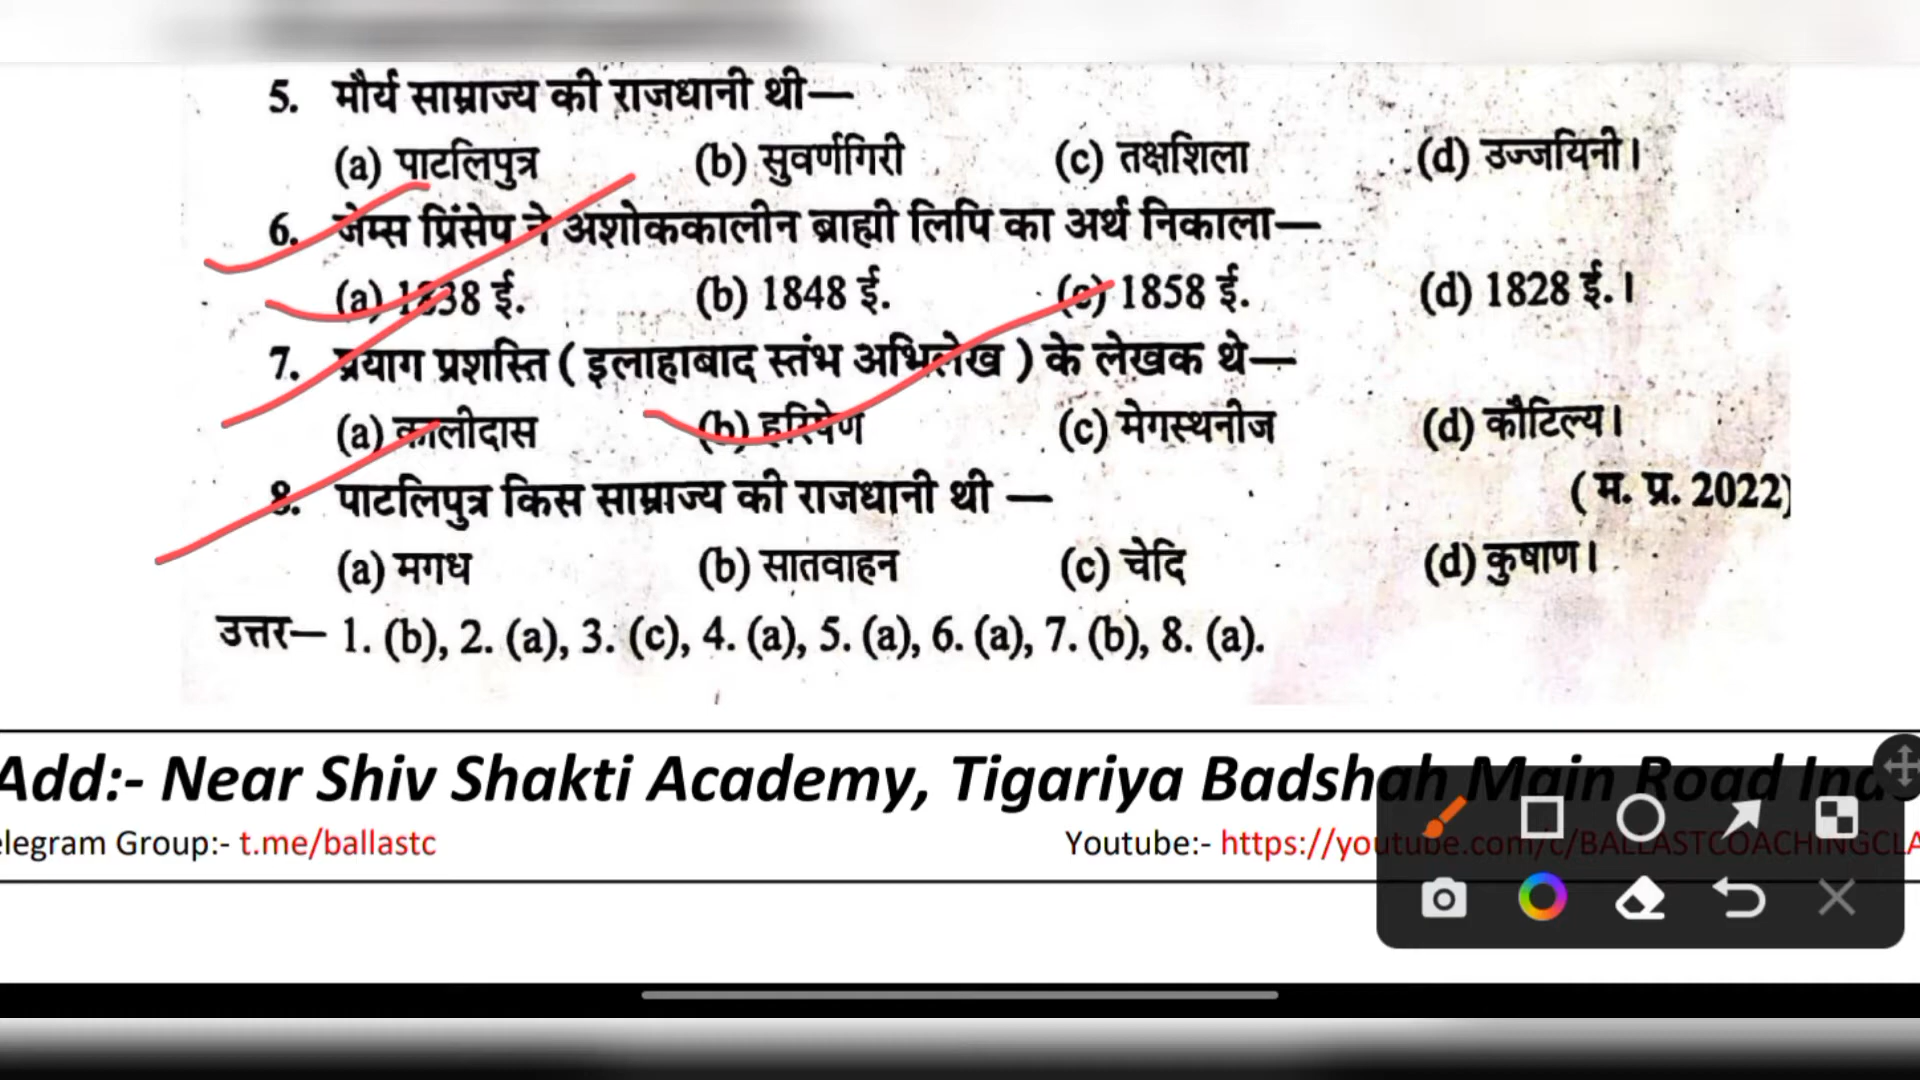 5. मौर्य साम्राज्य की राजधानी थी—
(a) पाटलिपुत्र (b) सुवर्णगिरी (c) तक्षशिला (d) उज्जयिनी।
6. जेम्स प्रिंसेप ने अशोककालीन ब्राह्मी लिपि का अर्थ निकाला—
(a) 1838 ई. (b) 1848 ई. (c) 1858 ई. (d) 1828 ई.।
7. प्रयाग प्रशस्ति ( इलाहाबाद स्तंभ अभिलेख ) के लेखक थे—
(a) कालीदास (b) हरिषेण (c) मेगस्थनीज (d) कौटिल्य।
8. पाटलिपुत्र किस साम्राज्य की राजधानी थी — ( म. प्र. 2022)
(a) मगध (b) सातवाहन (c) चेदि (d) कुषाण।
उत्तर— 1. (b), 2. (a), 3. (c), 4. (a), 5. (a), 6. (a), 7. (b), 8. (a).
Add:- Near Shiv Shakti Academy, Tigariya Badshah Main Road Indo
elegram Group:- t.me/ballastc Youtube:- https://youtube.com/c/BALLASTCOACHINGCLA